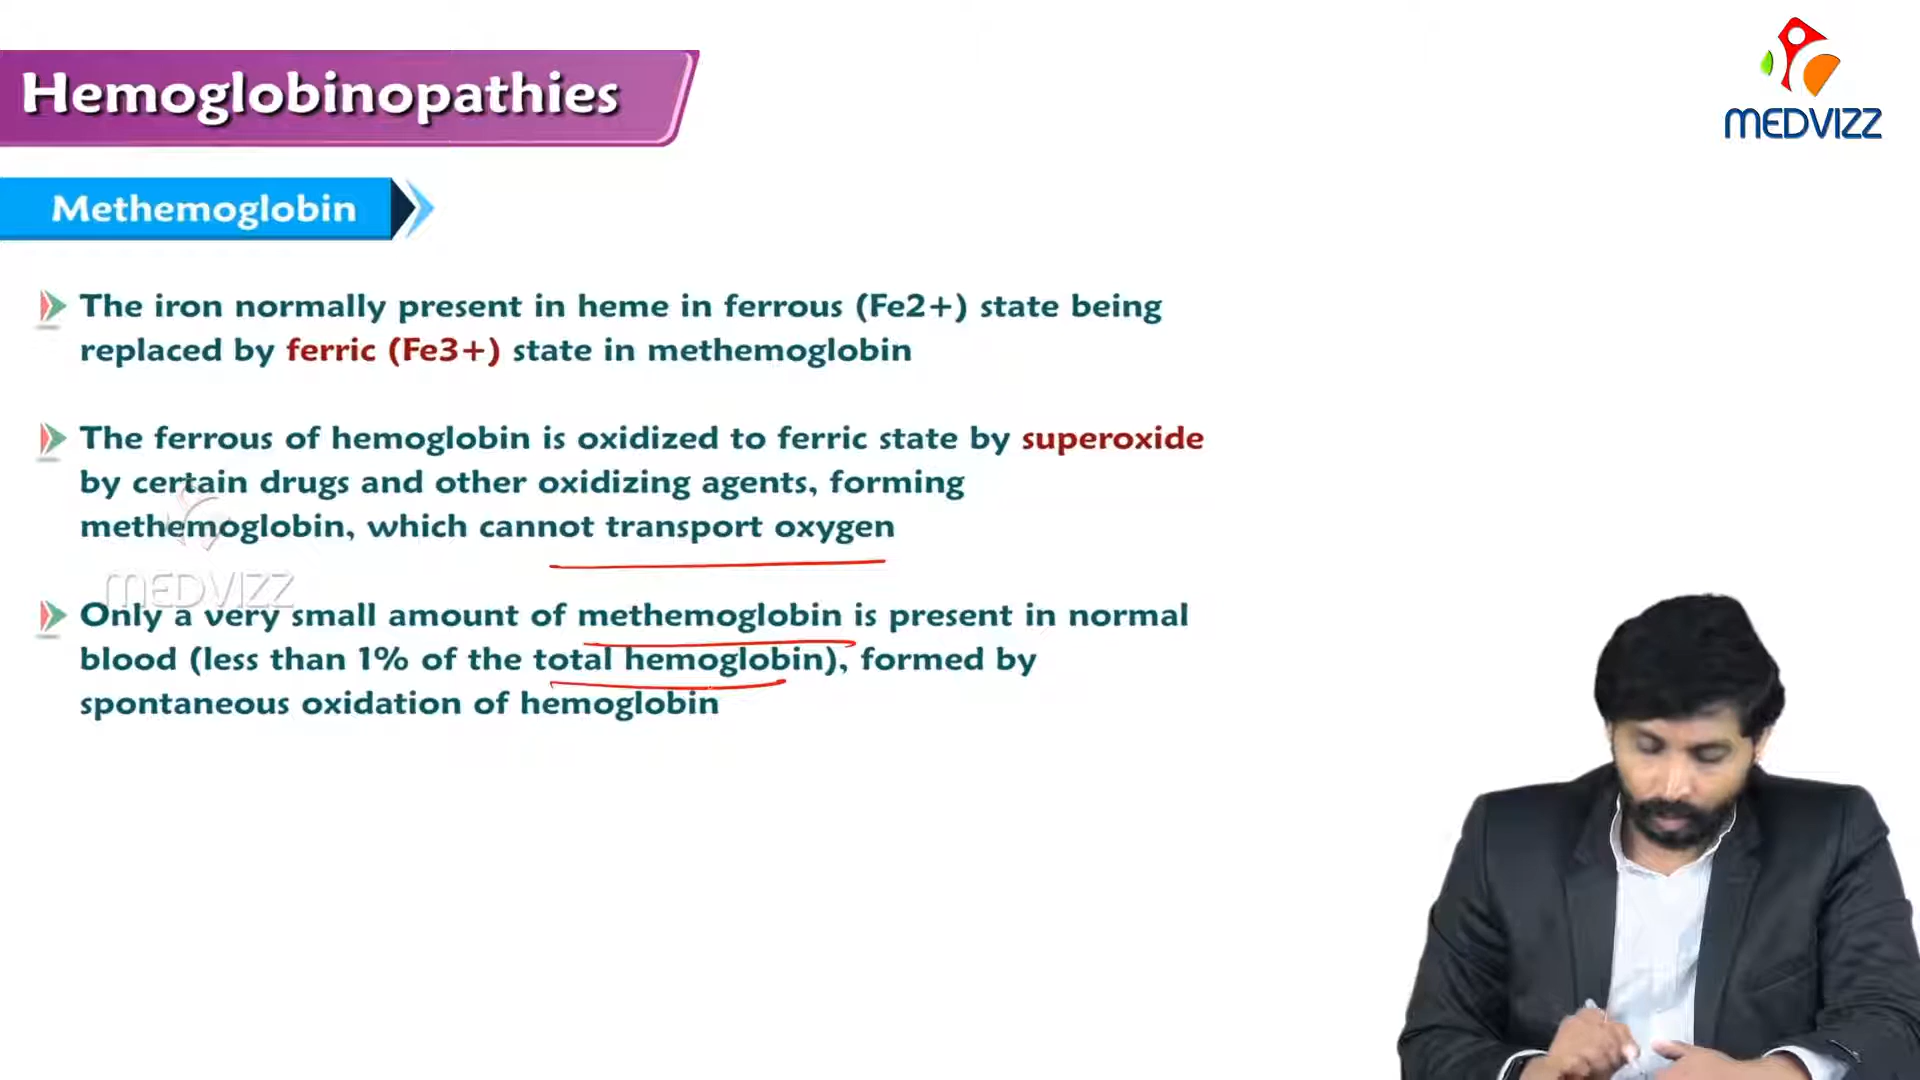 Hemoglobinopathies
MEDVIZZ
Methemoglobin
The iron normally present in heme in ferrous (Fe2+) state being
replaced by ferric (Fe3+) state in methemoglobin
The ferrous of hemoglobin is oxidized to ferric state by superoxide
by certain drugs and other oxidizing agents, forming
methemoglobin, which cannot transport oxygen
MEDVIZZ
Only a very small amount of methemoglobin is present in normal
blood (less than 1% of the total hemoglobin), formed by
spontaneous oxidation of hemoglobin